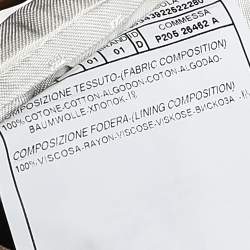 3439225222280
COMMESSA
01 01 D P205 26462 A
COMPOSIZIONE TESSUTO-(FABRIC COMPOSITION)
100%.COTONE-COTTON-ALGODON-COTON-ALGODAO-
BAUMWOLLE-ХЛОПОК.
COMPOSIZIONE FODERA-(LINING COMPOSITION)
100%.VISCOSA-RAYON-VISCOSE-VISKOSE-ВИСКОЗА